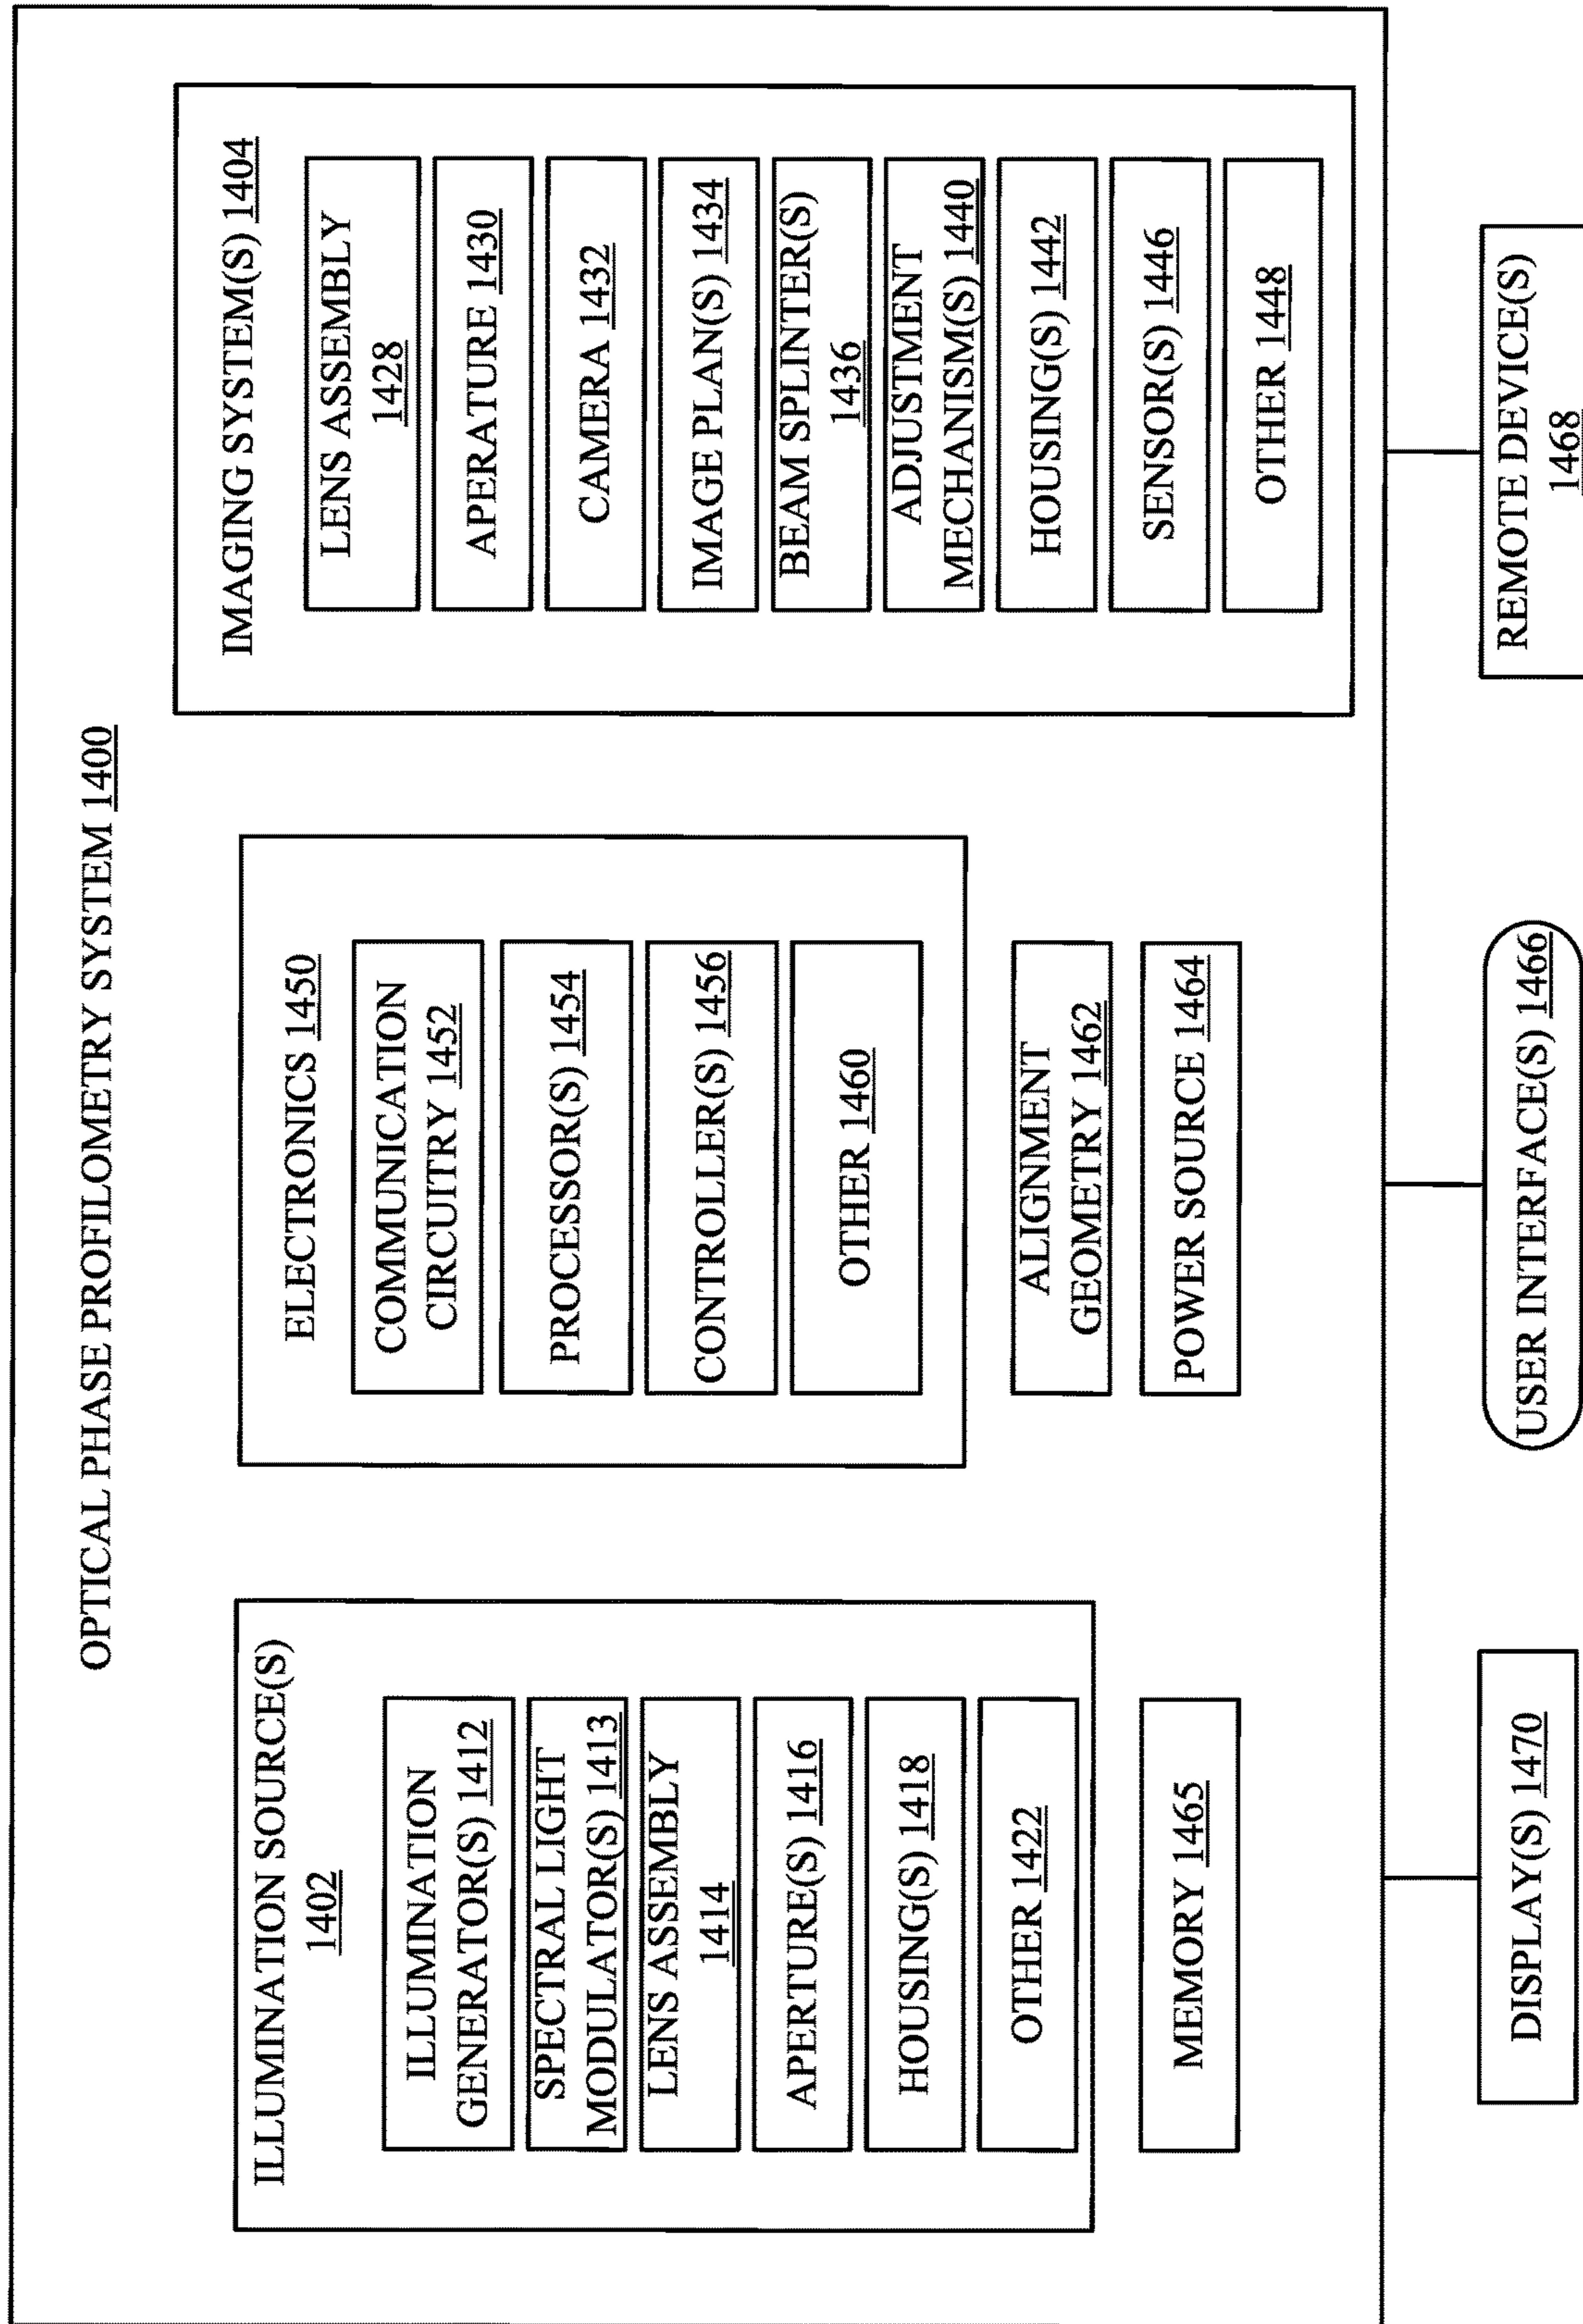 OPTICAL PHASE PROFILOMETRY SYSTEM 1400
ILLUMINATION SOURCE(S)
1402
ILLUMINATION
GENERATOR(S) 1412
SPECTRAL LIGHT
MODULATOR(S) 1413
LENS ASSEMBLY
1414
APERTURE(S) 1416
HOUSING(S) 1418
OTHER 1422
MEMORY 1465
ELECTRONICS 1450
COMMUNICATION
CIRCUITRY 1452
PROCESSOR(S) 1454
CONTROLLER(S) 1456
OTHER 1460
ALIGNMENT
GEOMETRY 1462
POWER SOURCE 1464
IMAGING SYSTEM(S) 1404
LENS ASSEMBLY
1428
APERATURE 1430
CAMERA 1432
IMAGE PLAN(S) 1434
BEAM SPLINTER(S)
1436
ADJUSTMENT
MECHANISM(S) 1440
HOUSING(S) 1442
SENSOR(S) 1446
OTHER 1448
DISPLAY(S) 1470
USER INTERFACE(S) 1466
REMOTE DEVICE(S)
1468